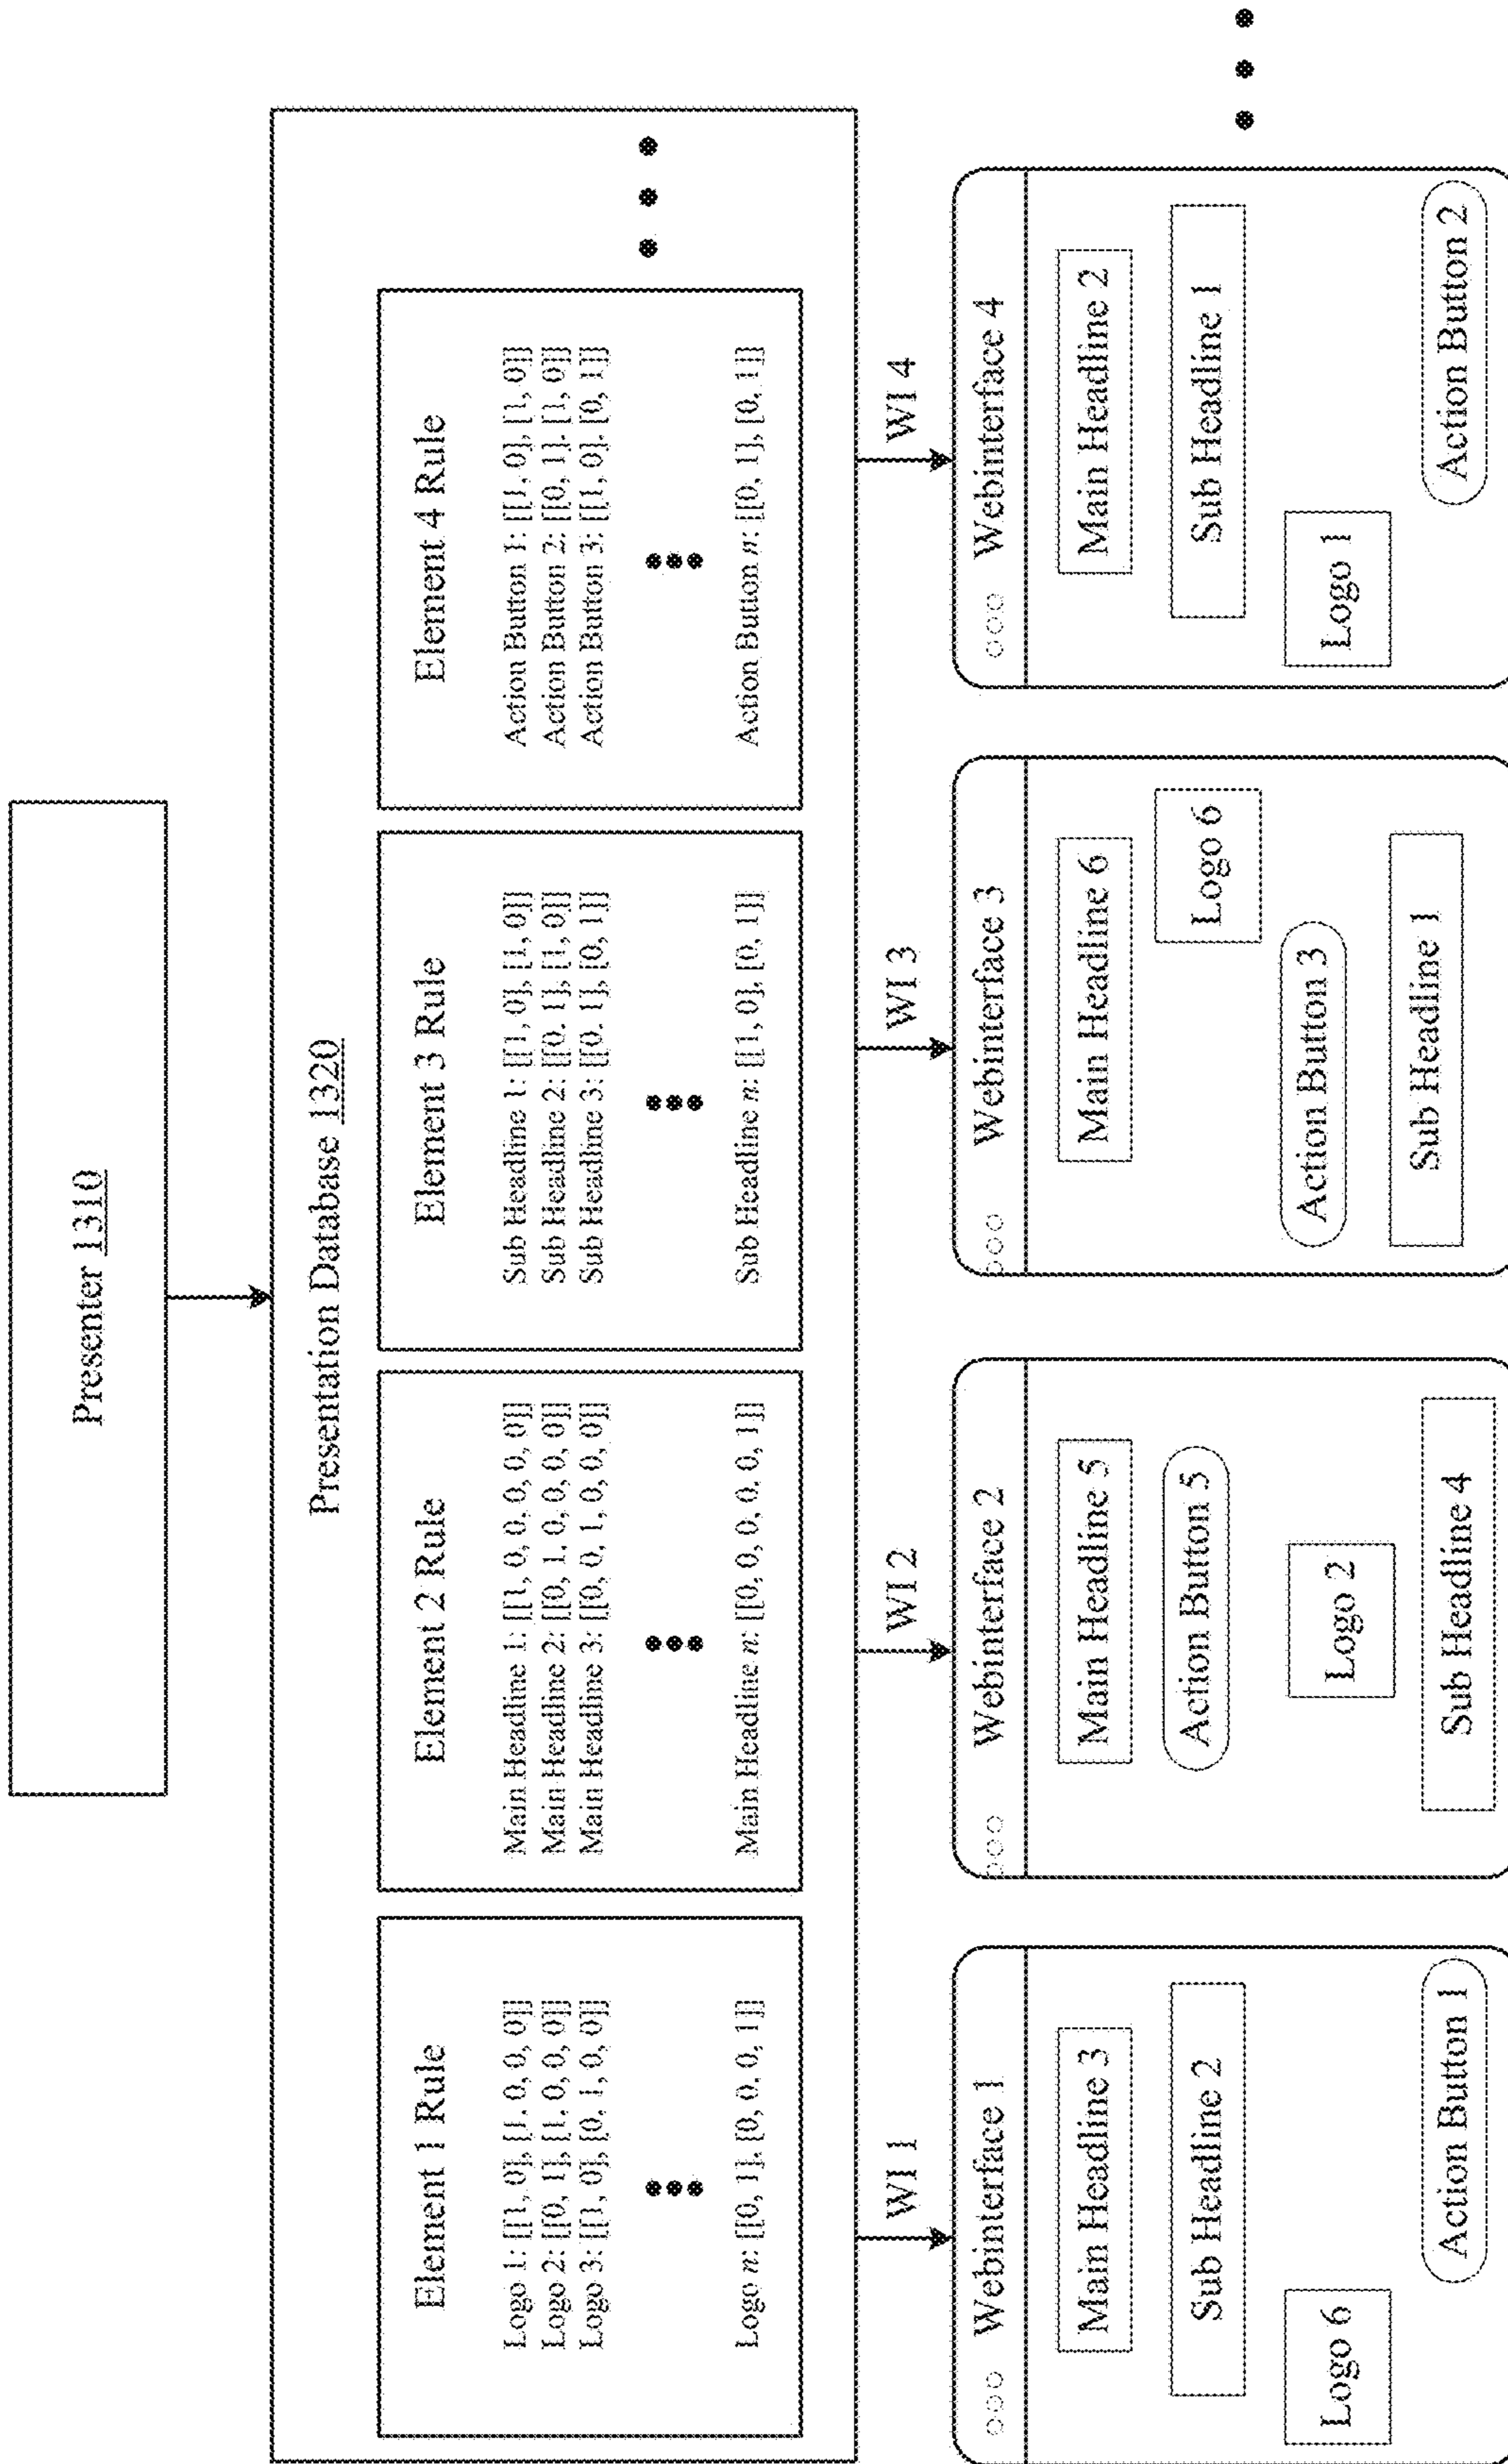 Presenter 1310
Presentation Database 1320
Element 1 Rule
Logo 1: [[1, 0], [1, 0, 0]]
Logo 2: [[0, 1], [1, 0, 0]]
Logo 3: [[1, 0], [0, 1, 0, 0]]
Logo n: [[0, 1], [0, 0, 0, 1]]
Element 2 Rule
Main Headline 1: [[1, 0, 0, 0, 0, 0]]
Main Headline 2: [[0, 1, 0, 0, 0, 0]]
Main Headline 3: [[0, 0, 1, 0, 0, 0]]
Main Headline n: [[0, 0, 0, 0, 0, 1]]
Element 3 Rule
Sub Headline 1: [[1, 0], [1, 0]]
Sub Headline 2: [[0, 1], [1, 0]]
Sub Headline 3: [[0, 1], [0, 1]]
Sub Headline n: [[1, 0], [0, 1]]
Element 4 Rule
Action Button 1: [[1, 0], [1, 0]]
Action Button 2: [[0, 1], [1, 0]]
Action Button 3: [[1, 0], [0, 1]]
Action Button n: [[0, 1], [0, 1]]
WI 1
WI 2
WI 3
WI 4
Webinterface 1
Main Headline 3
Sub Headline 2
Logo 6
Action Button 1
Webinterface 2
Main Headline 5
Action Button 5
Logo 2
Sub Headline 4
Webinterface 3
Main Headline 6
Logo 6
Action Button 3
Sub Headline 1
Webinterface 4
Main Headline 2
Sub Headline 1
Logo 1
Action Button 2